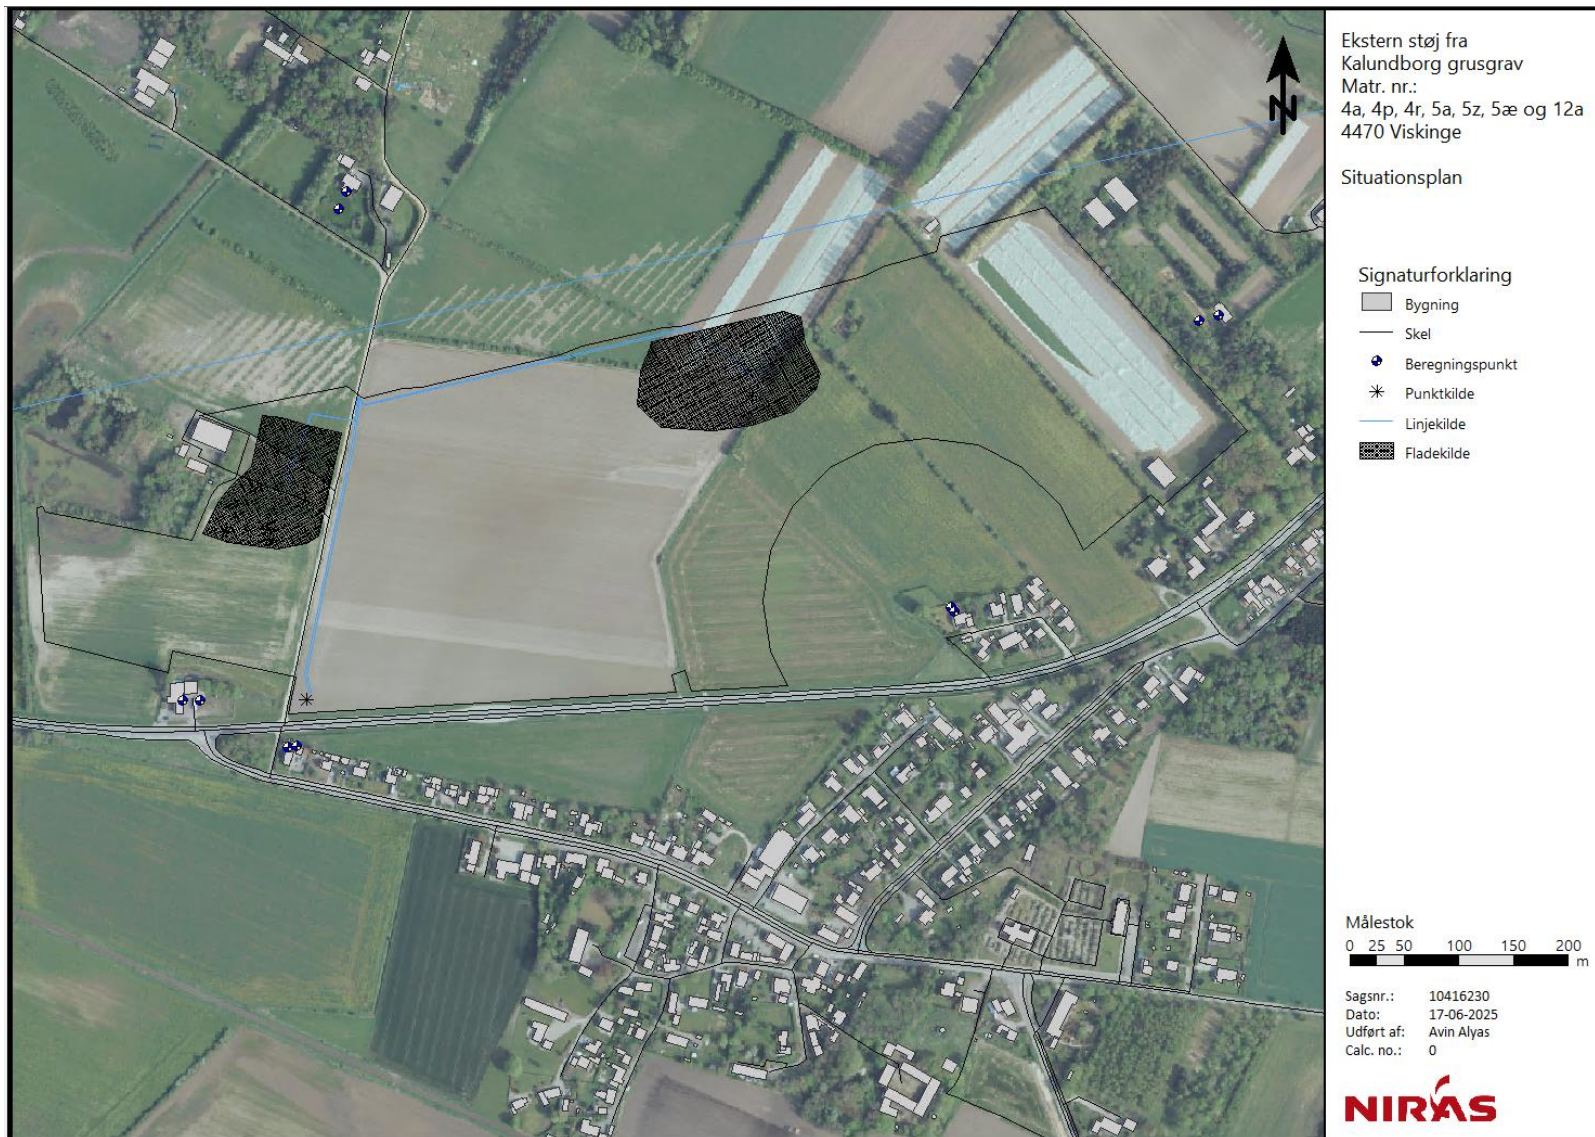 Ekstern støj fra
Kalundborg grusgrav
Matr. nr.:
4a, 4p, 4r, 5a, 5z, 5æ og 12a
4470 Viskinge
Situationsplan
N
Signaturforklaring
Bygning
Skel
Beregningspunkt
Punktkilde
Linjekilde
Fladekilde
Målestok
0 25 50 100 150 200
m
Sagsnr.: 10416230
Dato: 17-06-2025
Udført af: Avin Alyas
Calc. no.: 0
NIRÁS